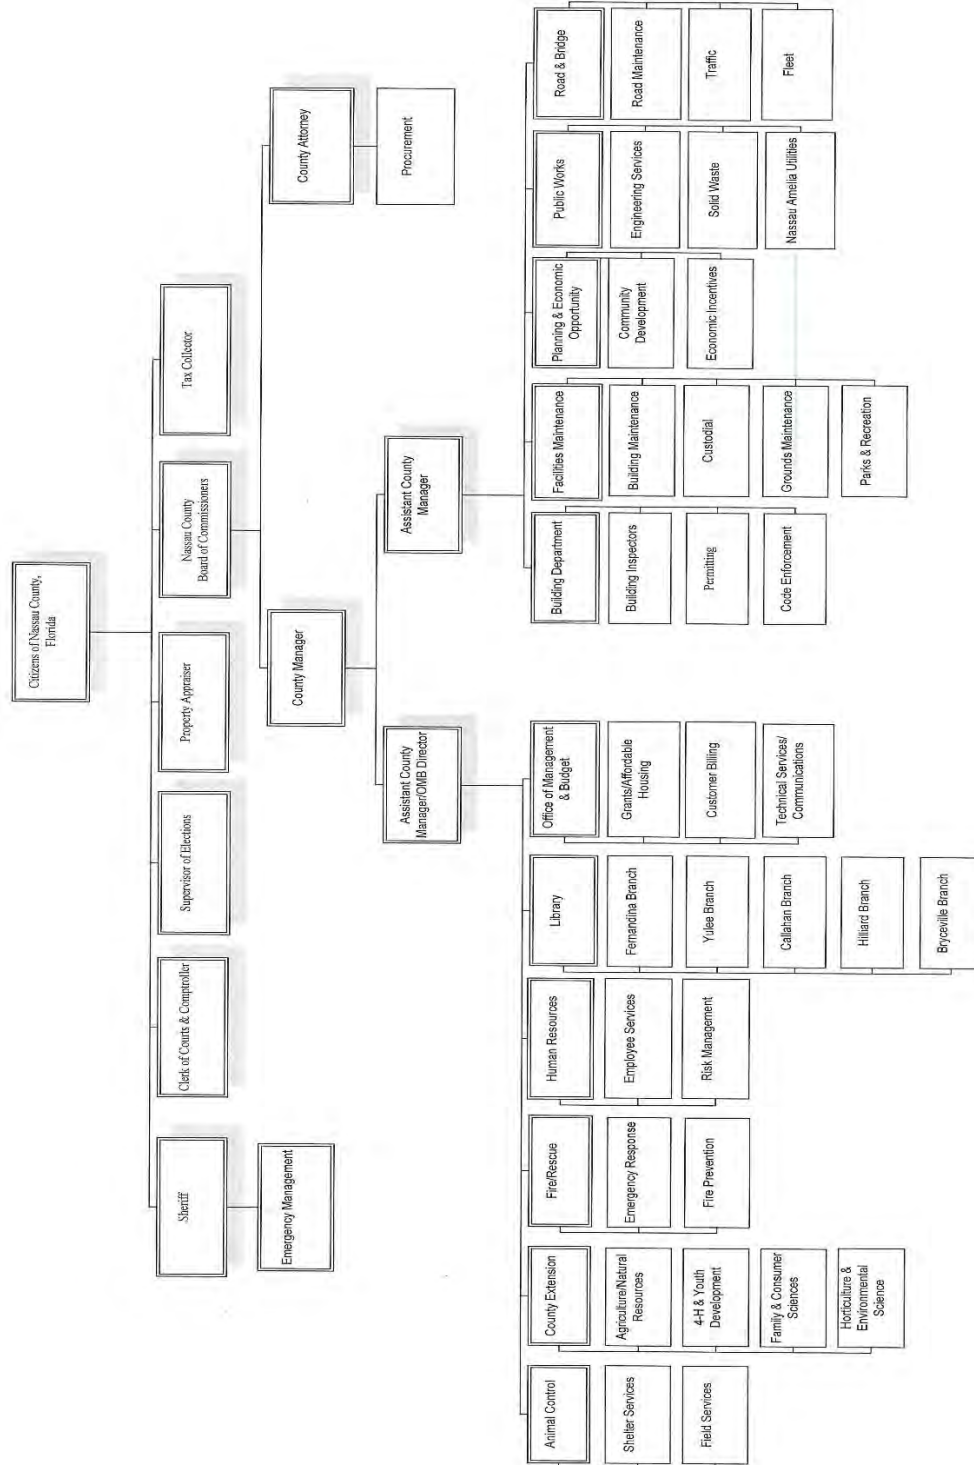 Citizens of Nassau County,
Florida
Sheriff
Clerk of Courts & Comptroller
Supervisor of Elections
Property Appraiser
Nassau County
Board of Commissioners
Tax Collector
Emergency Management
County Manager
County Attorney
Procurement
Assistant County
Manager/OMB Director
Assistant County
Manager
Animal Control
Shelter Services
Field Services
County Extension
Agriculture/Natural
Resources
4-H & Youth
Development
Family & Consumer
Sciences
Horticulture &
Environmental
Science
Fire/Rescue
Emergency Response
Fire Prevention
Human Resources
Employee Services
Risk Management
Library
Fernandina Branch
Yulee Branch
Callahan Branch
Hilliard Branch
Bryceville Branch
Office of Management
& Budget
Grants/Affordable
Housing
Customer Billing
Technical Services/
Communications
Building Department
Building Inspectors
Permitting
Code Enforcement
Facilities Maintenance
Building Maintenance
Custodial
Grounds Maintenance
Parks & Recreation
Planning & Economic
Opportunity
Community
Development
Economic Incentives
Public Works
Engineering Services
Solid Waste
Nassau Amelia Utilities
Road & Bridge
Road Maintenance
Traffic
Fleet